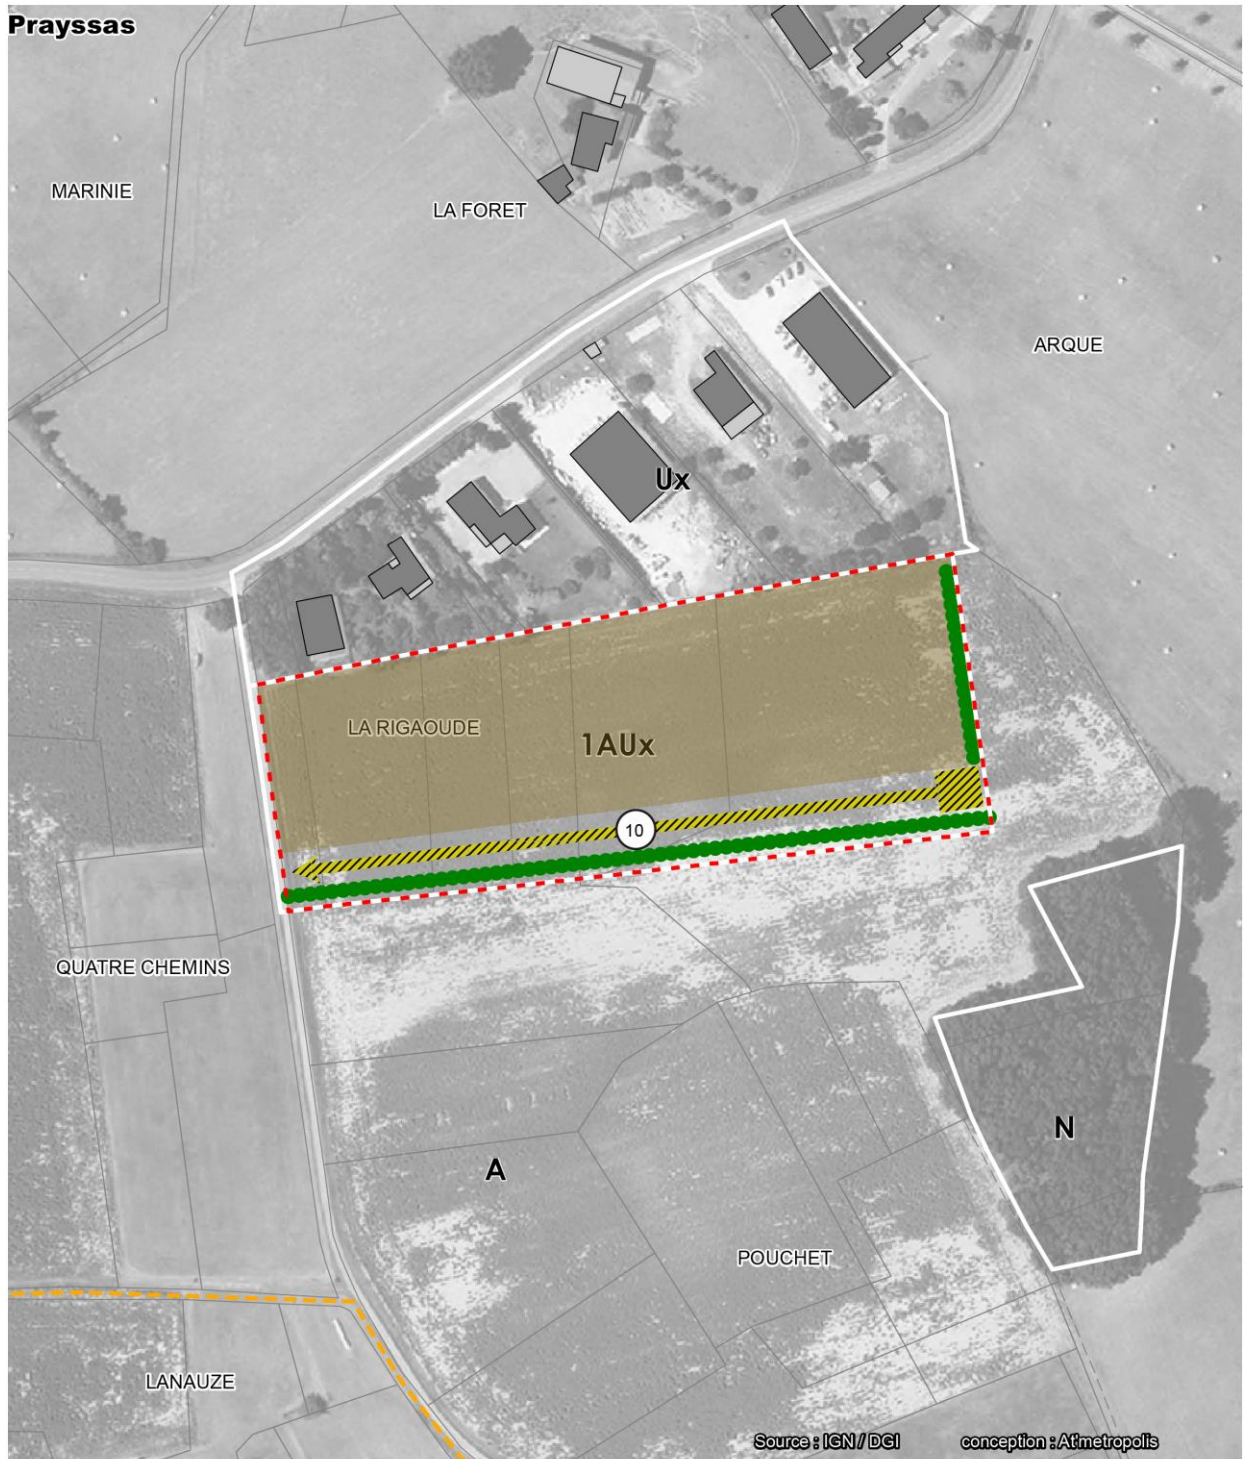 Prayssas
MARINIE
LA FORET
ARQUE
Ux
LA RIGAOUDE
1AUx
10
QUATRE CHEMINS
N
A
POUCHET
LANAUZE
Source : IGN / DGI
conception : At'metropolis